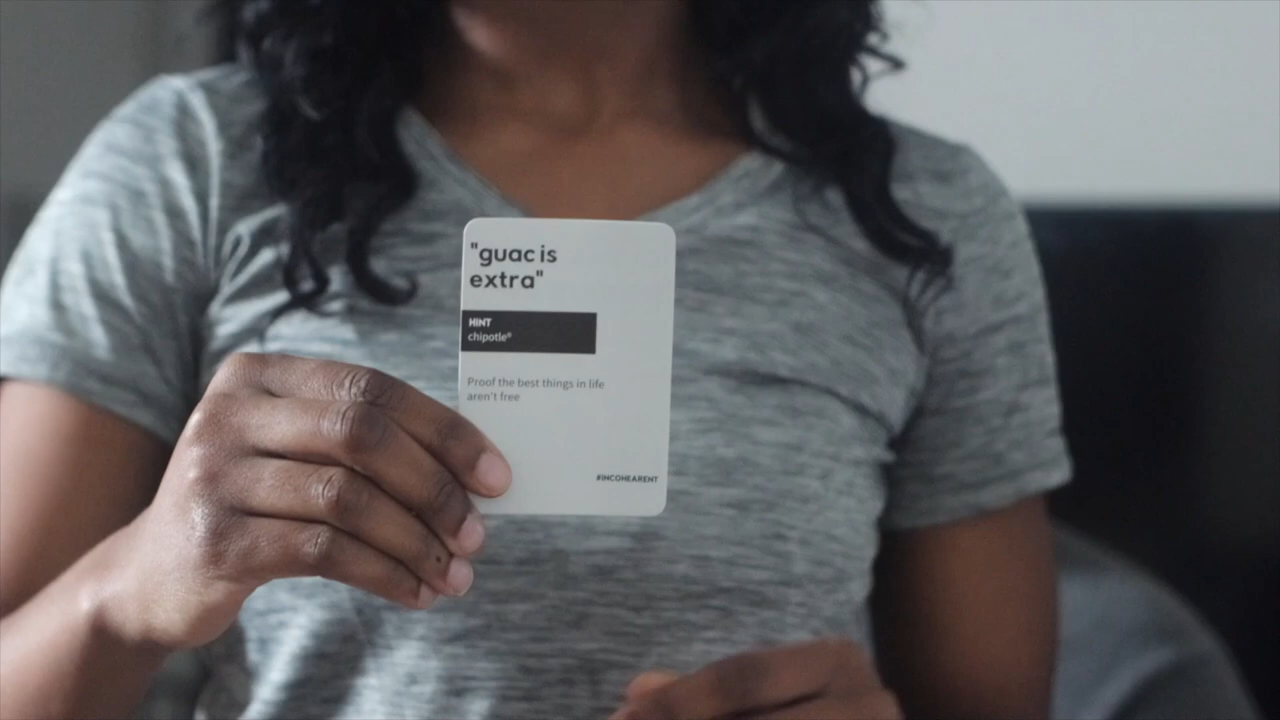 "guac is
extra"
HINT
chipotle®
Proof the best things in life
aren't free
#INCOHEARENT